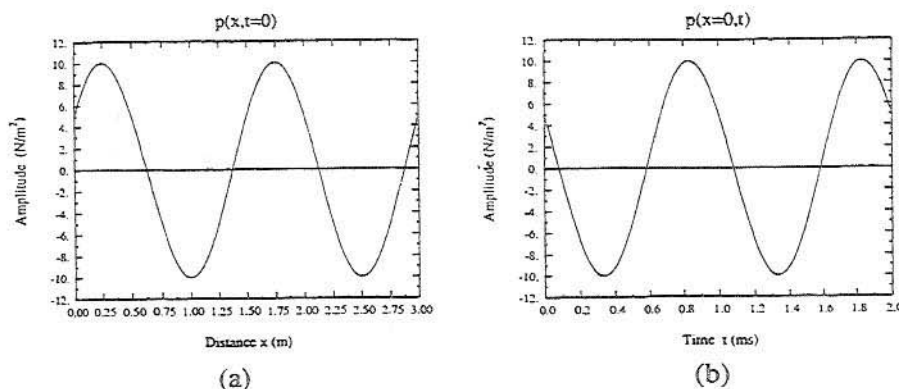 p(x,t=0)
12.
10.
8.
6.
4.
2.
0.
-2.
-4.
-6.
-8.
-10.
-12.
Amplitude (N/m²)
0.00 0.25 0.50 0.75 1.00 1.25 1.50 1.75 2.00 2.25 2.50 2.75 3.00
Distance x (m)
(a)
p(x=0,t)
12.
10.
8.
6.
4.
2.
0.
-2.
-4.
-6.
-8.
-10.
-12.
Amplitude (N/m²)
0.0 0.2 0.4 0.6 0.8 1.0 1.2 1.4 1.6 1.8 2.0
Time t (ms)
(b)